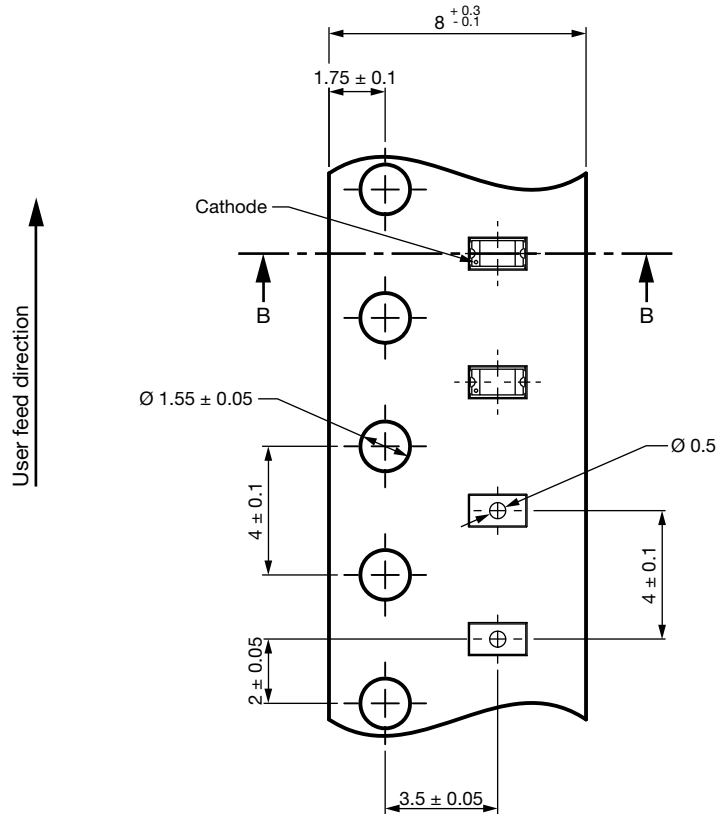 8 + 0.3 - 0.1
1.75 ± 0.1
Cathode
B
B
User feed direction
Ø 1.55 ± 0.05
Ø 0.5
4 ± 0.1
4 ± 0.1
2 ± 0.05
3.5 ± 0.05